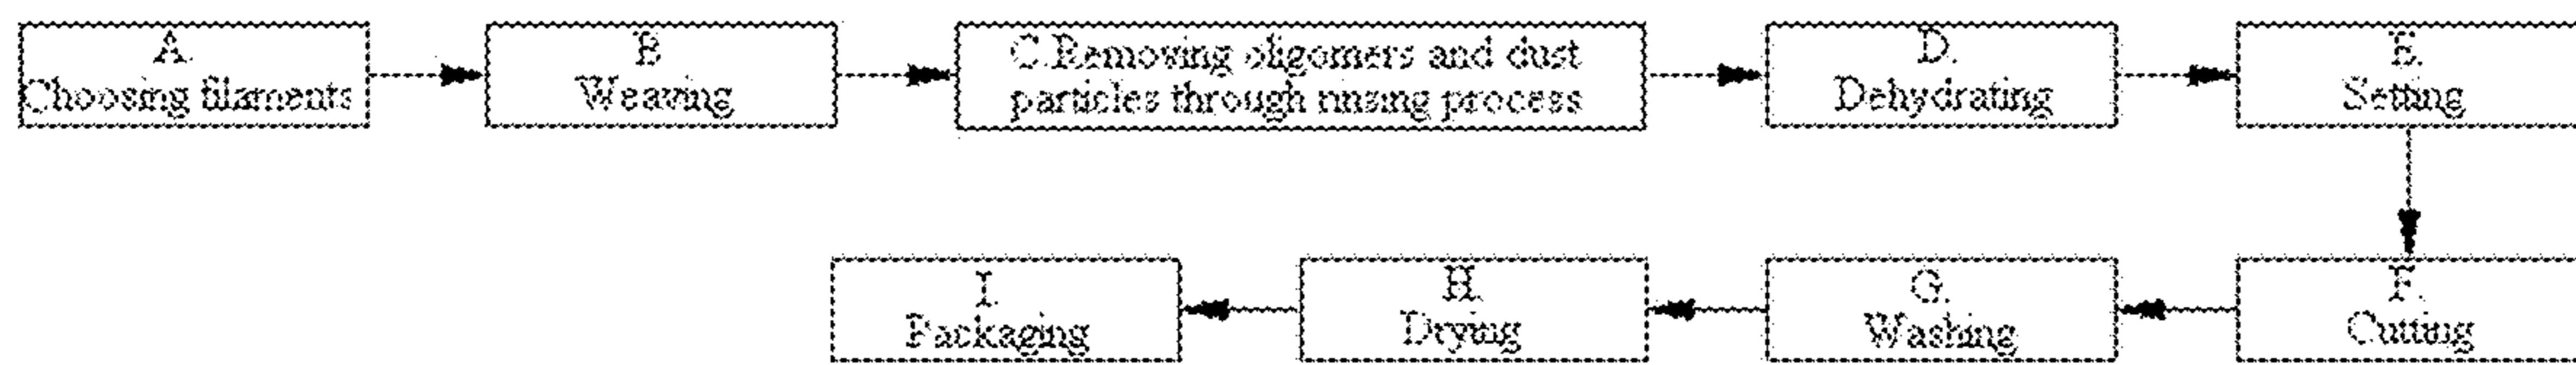 A.
Choosing filaments
B
Weaving
C.Removing oligomers and dust
particles through rinsing process
D.
Dehydrating
E.
Setting
F.
Cutting
G.
Washing
H.
Drying
I.
Packaging